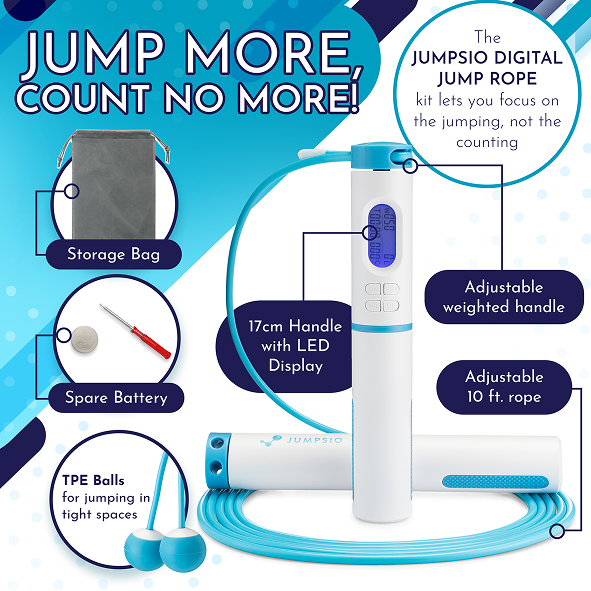 JUMP MORE,
COUNT NO MORE!
The
JUMPSIO DIGITAL
JUMP ROPE
kit lets you focus on
the jumping, not the
counting
Storage Bag
Adjustable
weighted handle
17cm Handle
with LED
Display
Spare Battery
Adjustable
10 ft. rope
JUMPSIO
TPE Balls
for jumping in
tight spaces